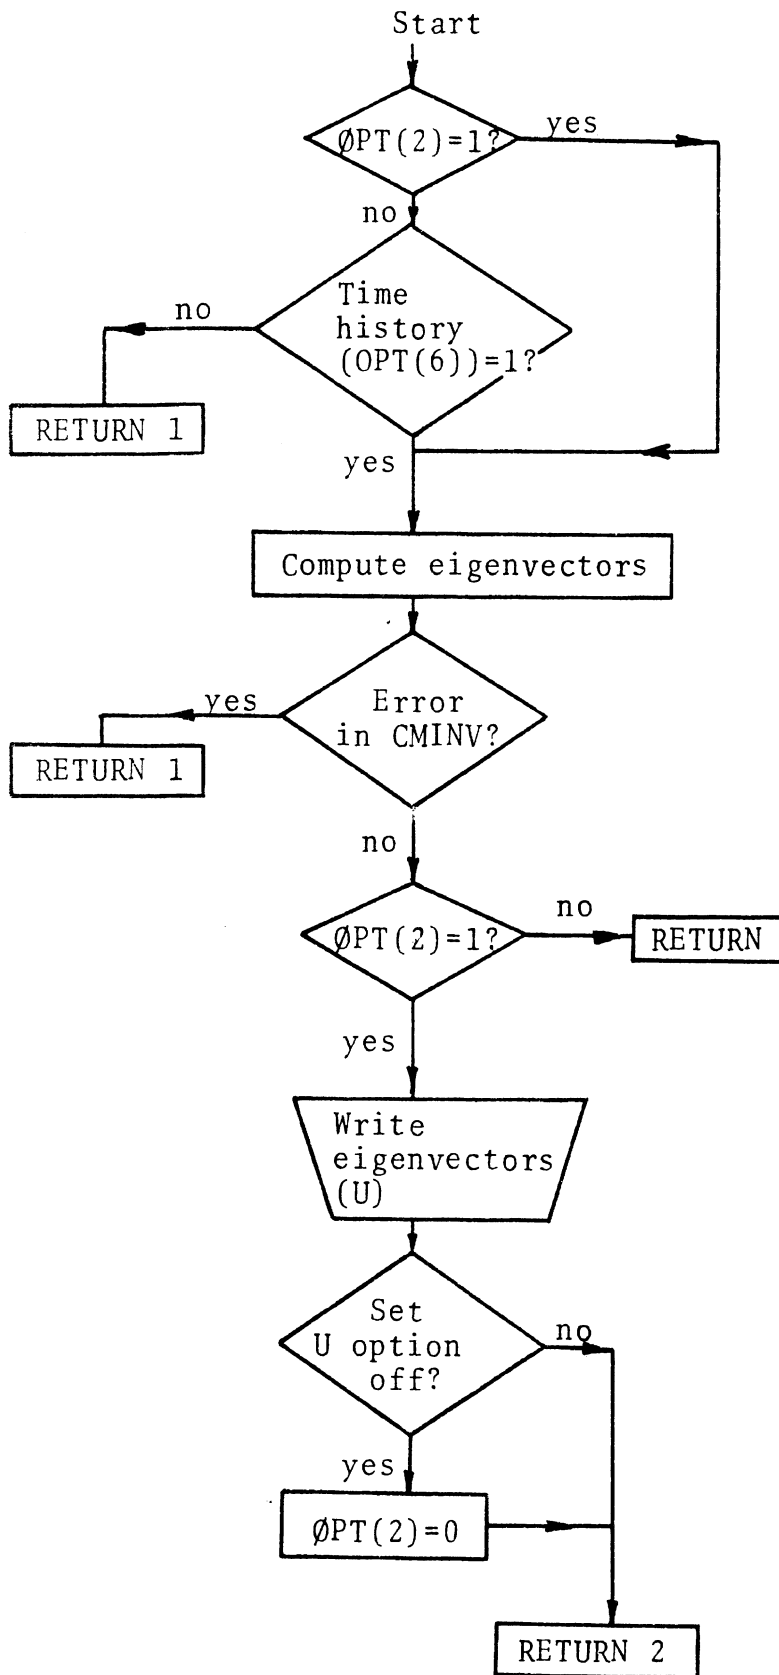 Start
ØPT(2)=1?
yes
no
Time
history
(OPT(6))=1?
no
RETURN 1
yes
Compute eigenvectors
Error
in CMINV?
yes
RETURN 1
no
ØPT(2)=1?
no
RETURN
yes
Write
eigenvectors
(U)
Set
U option
off?
no
yes
ØPT(2)=0
RETURN 2